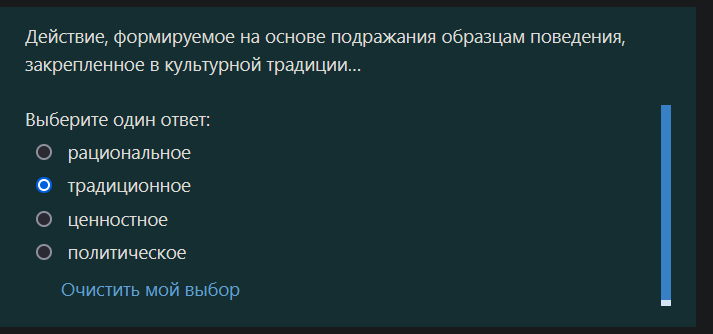 Действие, формируемое на основе подражания образцам поведения,
закрепленное в культурной традиции...
Выберите один ответ:
рациональное
традиционное
ценностное
политическое
Очистить мой выбор